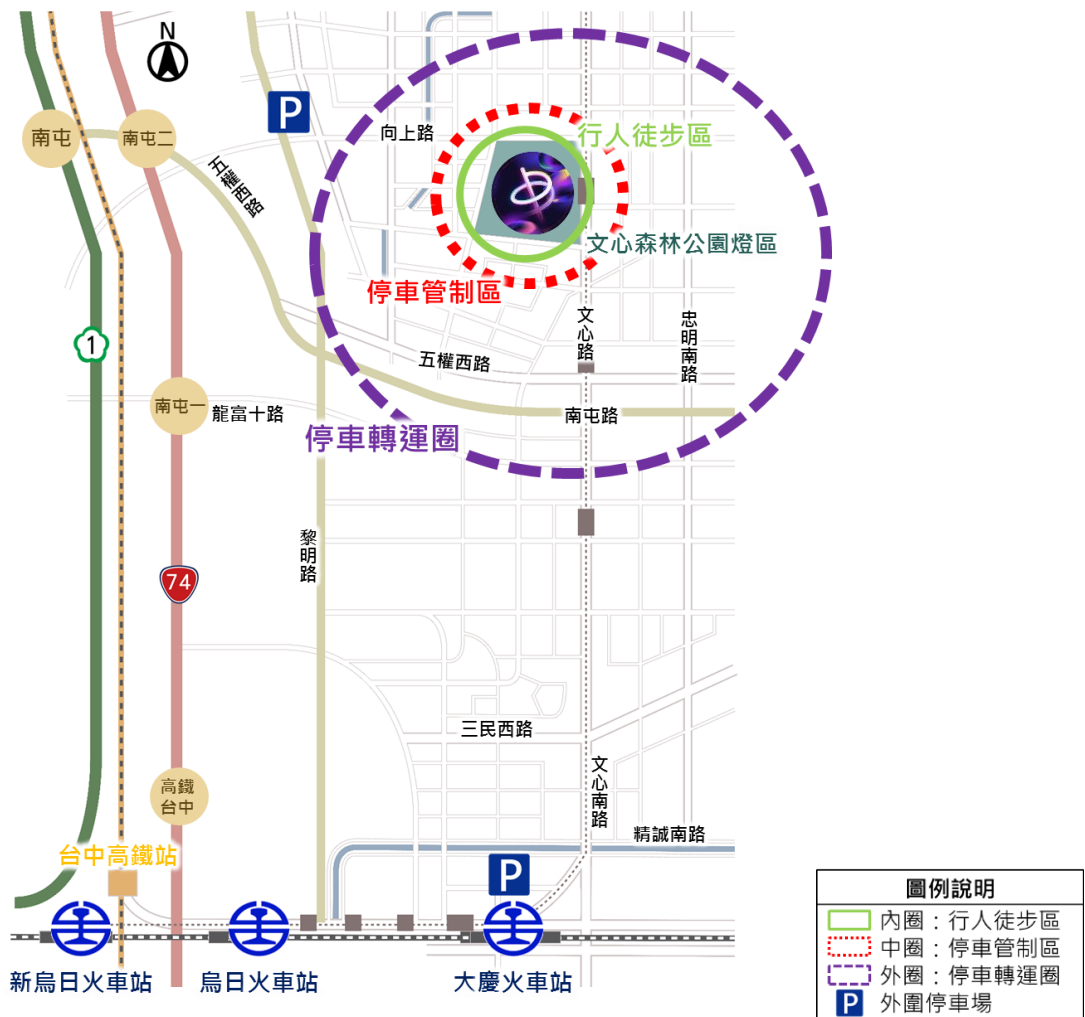 N
P
向上路
行人徒步區
南屯
南屯二
五權西路
文心森林公園燈區
停車管制區
1
文心路
忠明南路
五權西路
南屯一
龍富十路
南屯路
停車轉運圈
黎明路
74
三民西路
高鐵
台中
文心南路
精誠南路
台中高鐵站
P
新烏日火車站
烏日火車站
大慶火車站
圖例說明
內圈：行人徒步區
中圈：停車管制區
外圈：停車轉運圈
P 外圍停車場